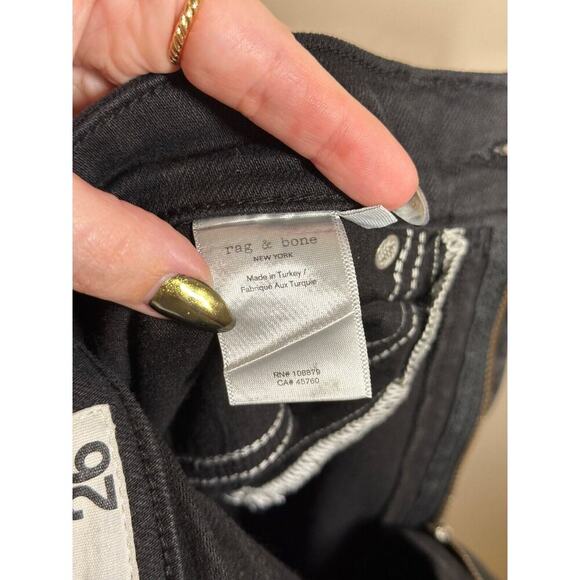 rag & bone
NEW YORK
Made in Turkey /
Fabriqué Aux Turquie
RN# 108879
CA# 45760
26